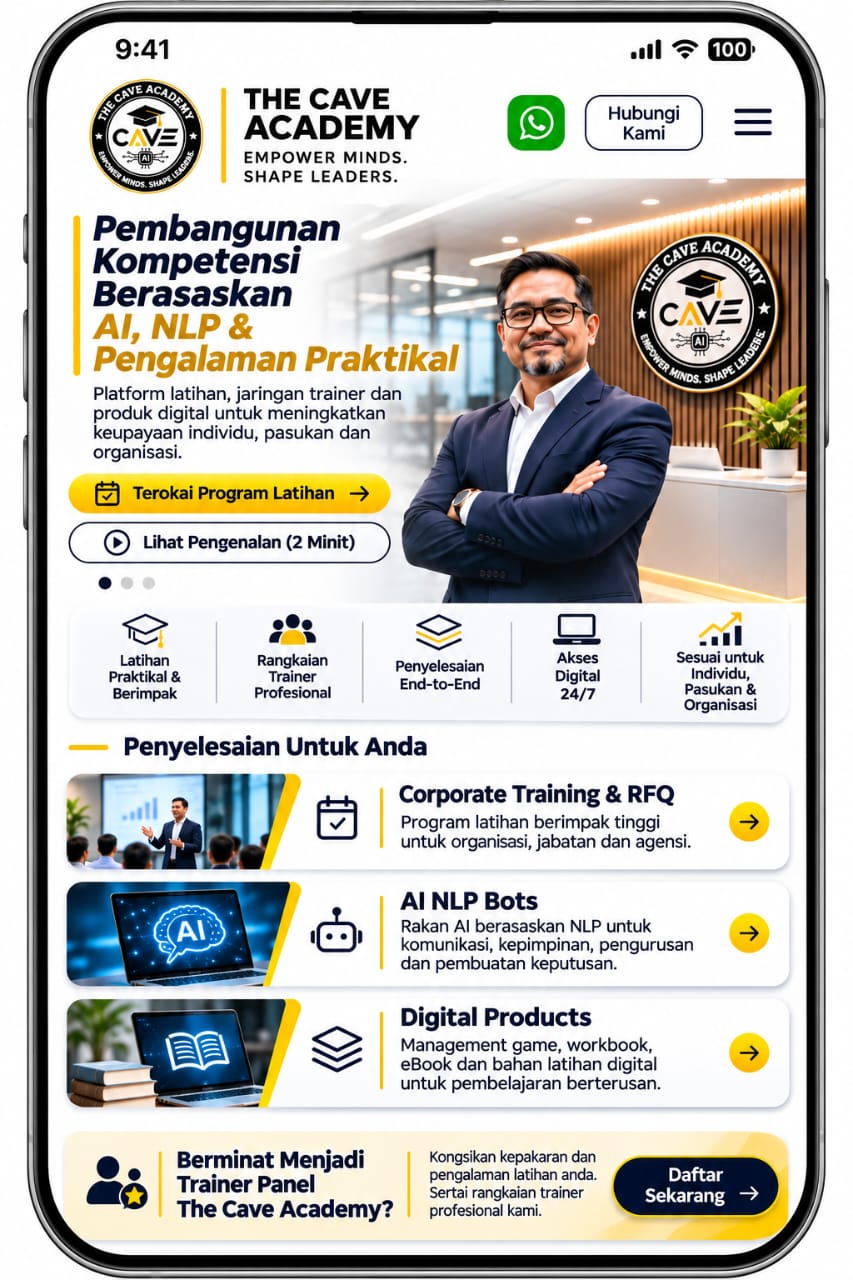 9:41
100
THE CAVE ACADEMY
CAVE
AI
EMPOWER MINDS. SHAPE LEADERS.
THE CAVE
ACADEMY
EMPOWER MINDS.
SHAPE LEADERS.
Hubungi
Kami
Pembangunan
Kompetensi
Berasaskan
AI, NLP &
Pengalaman Praktikal
Platform latihan, jaringan trainer dan
produk digital untuk meningkatkan
keupayaan individu, pasukan dan
organisasi.
Terokai Program Latihan
Lihat Pengenalan (2 Minit)
THE CAVE ACADEMY
CAVE
AI
EMPOWER MINDS. SHAPE LEADERS.
Latihan
Praktikal &
Berimpak
Rangkaian
Trainer
Profesional
Penyelesaian
End-to-End
Akses
Digital
24/7
Sesuai untuk
Individu,
Pasukan &
Organisasi
Penyelesaian Untuk Anda
Corporate Training & RFQ
Program latihan berimpak tinggi
untuk organisasi, jabatan dan agensi.
AI
AI NLP Bots
Rakan AI berasaskan NLP untuk
komunikasi, kepimpinan, pengurusan
dan pembuatan keputusan.
Digital Products
Management game, workbook,
eBook dan bahan latihan digital
untuk pembelajaran berterusan.
Berminat Menjadi
Trainer Panel
The Cave Academy?
Kongsikan kepakaran dan
pengalaman latihan anda.
Sertai rangkaian trainer
profesional kami.
Daftar
Sekarang